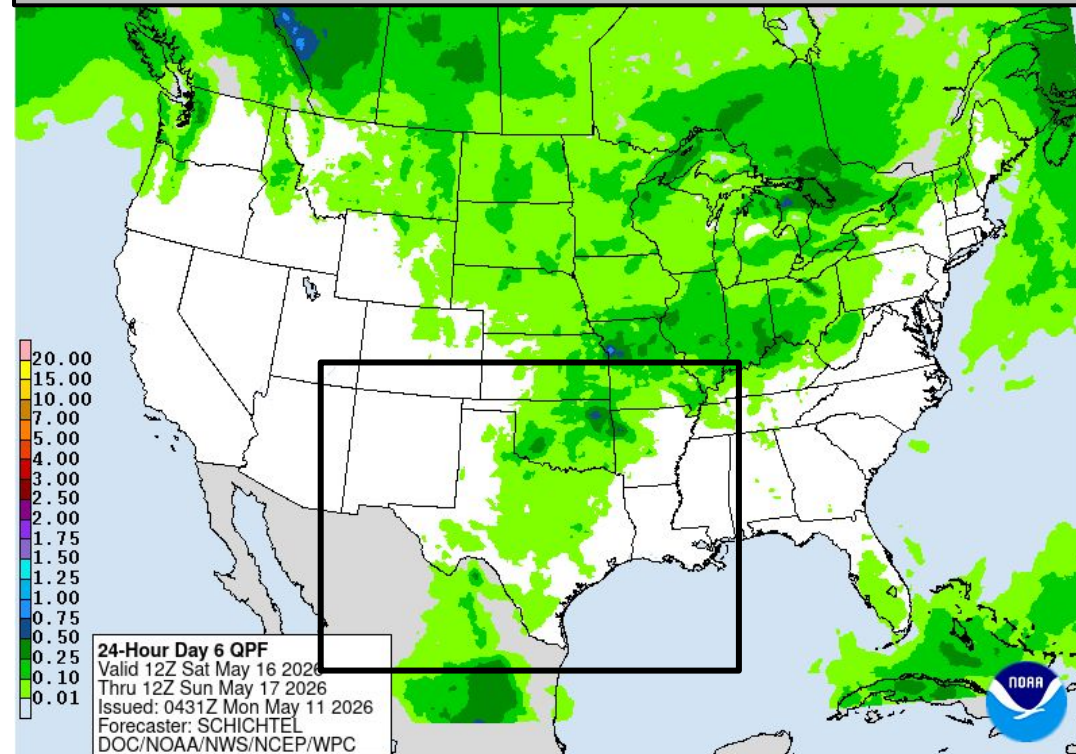 20.00
15.00
10.00
7.00
5.00
4.00
3.00
2.50
2.00
1.75
1.50
1.25
1.00
0.75
0.50
0.25
0.10
0.01
24-Hour Day 6 QPF
Valid 12Z Sat May 16 2026
Thru 12Z Sun May 17 2026
Issued: 0431Z Mon May 11 2026
Forecaster: SCHICHTEL
DOC/NOAA/NWS/NCEP/WPC
NOAA